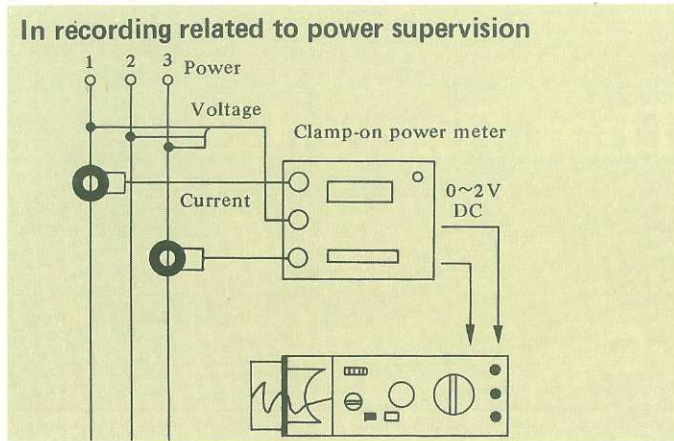 In recording related to power supervision
1 2 3 Power
Voltage
Clamp-on power meter
Current
0~2V
DC